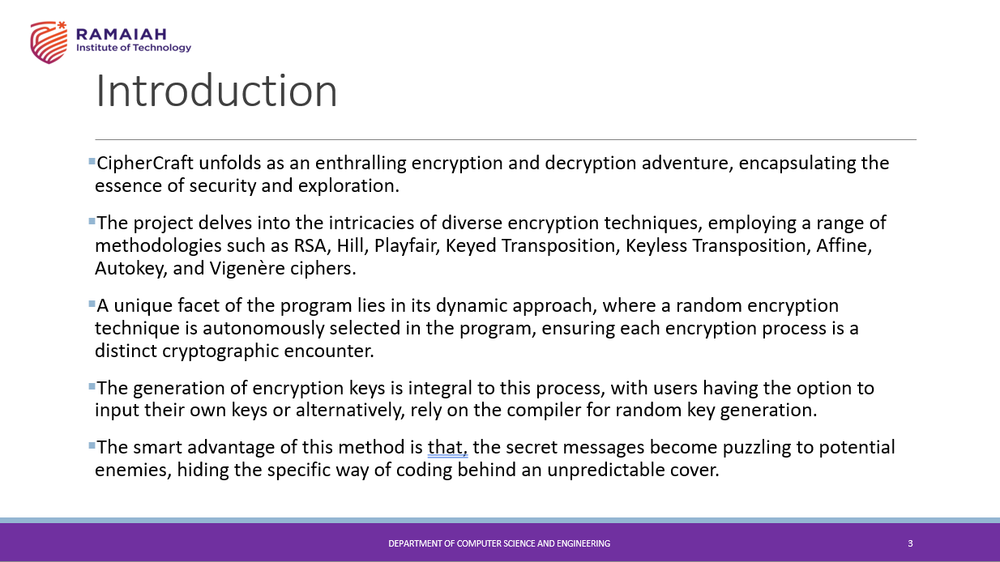 RAMAIAH
Institute of Technology
Introduction
▪CipherCraft unfolds as an enthralling encryption and decryption adventure, encapsulating the
essence of security and exploration.
▪The project delves into the intricacies of diverse encryption techniques, employing a range of
methodologies such as RSA, Hill, Playfair, Keyed Transposition, Keyless Transposition, Affine,
Autokey, and Vigenère ciphers.
▪A unique facet of the program lies in its dynamic approach, where a random encryption
technique is autonomously selected in the program, ensuring each encryption process is a
distinct cryptographic encounter.
▪The generation of encryption keys is integral to this process, with users having the option to
input their own keys or alternatively, rely on the compiler for random key generation.
▪The smart advantage of this method is that, the secret messages become puzzling to potential
enemies, hiding the specific way of coding behind an unpredictable cover.
DEPARTMENT OF COMPUTER SCIENCE AND ENGINEERING
3